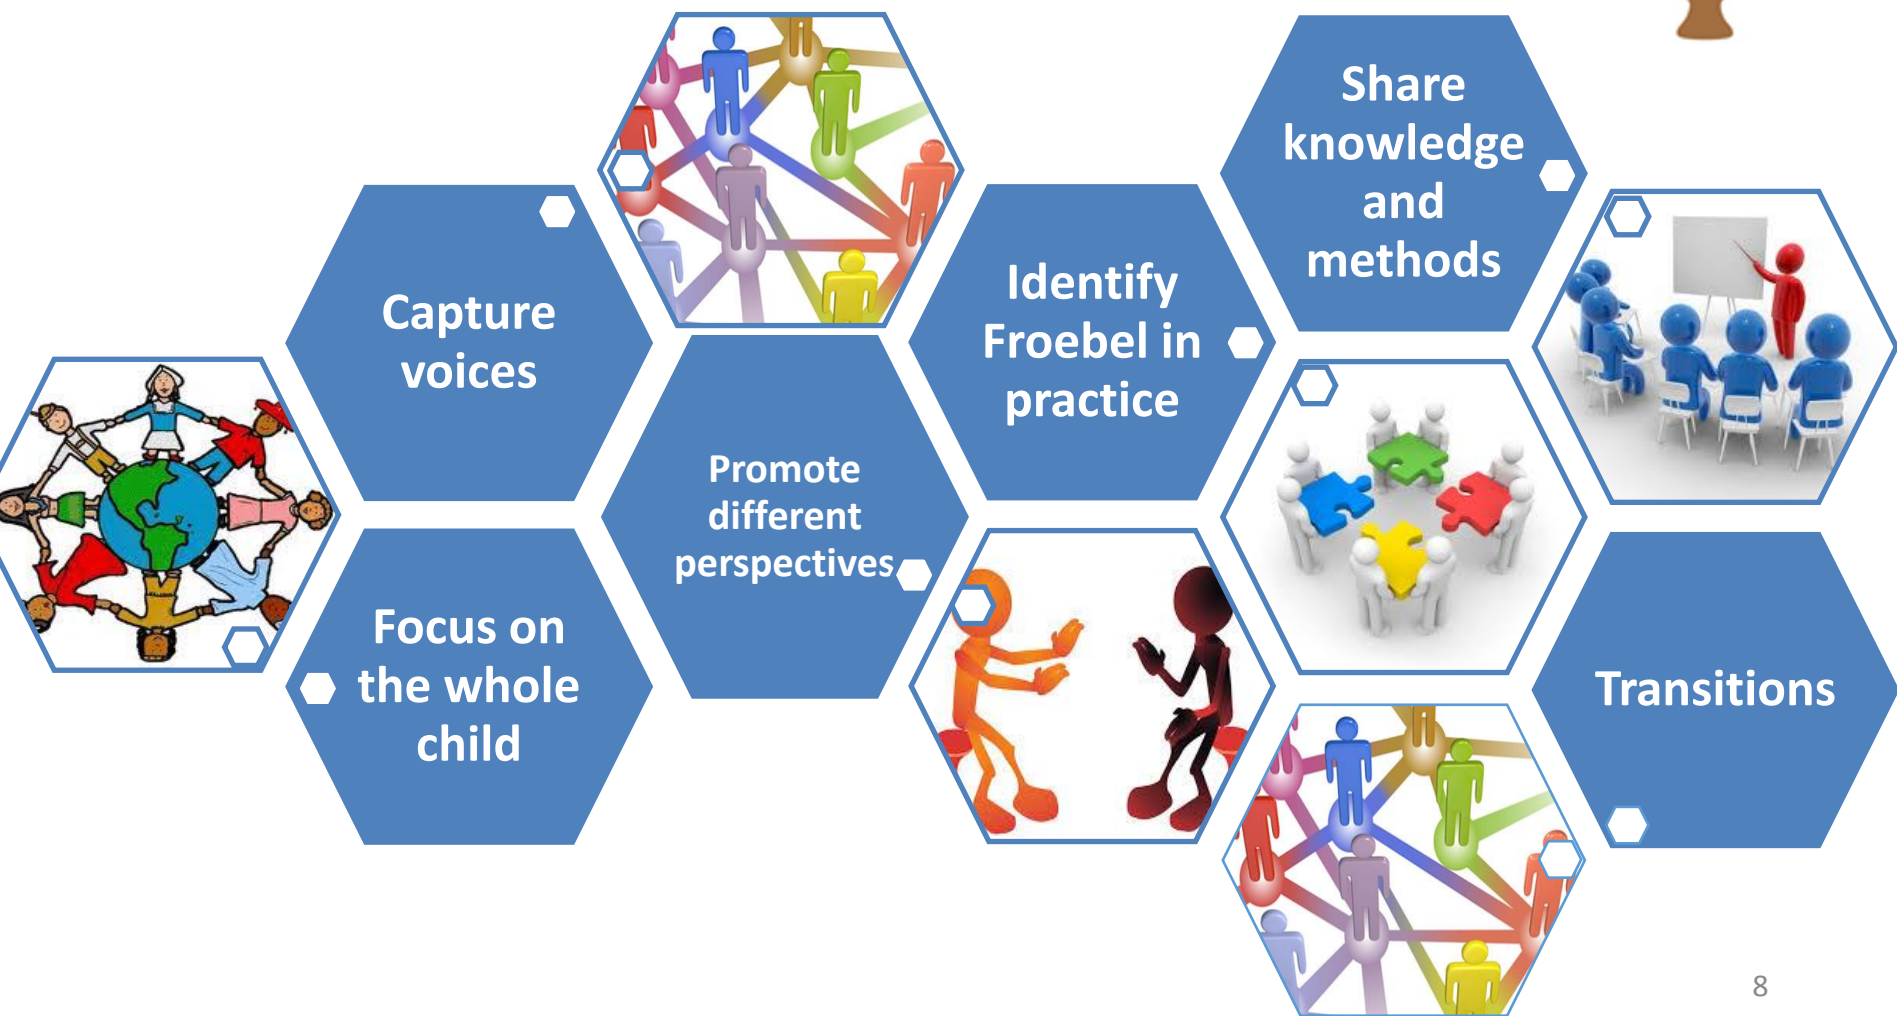 Capture
voices
Focus on
the whole
child
Promote
different
perspectives
Identify
Froebel in
practice
Share
knowledge
and
methods
Transitions
8